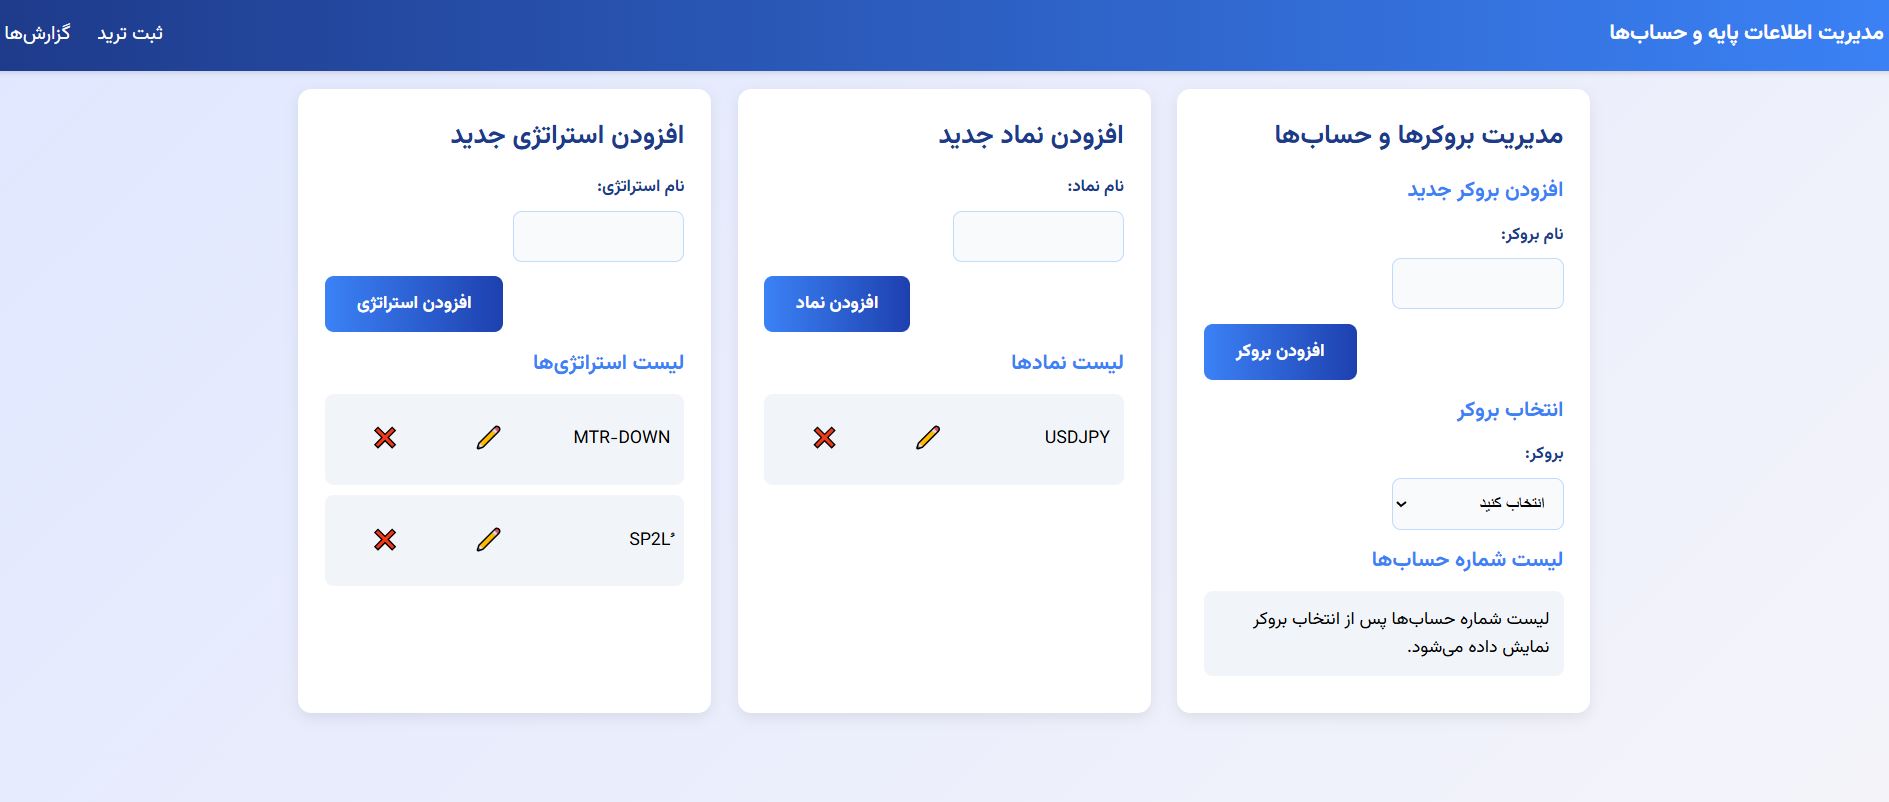 مدیریت اطلاعات پایه و حساب‌ها
ثبت ترید
گزارش‌ها
مدیریت بروکرها و حساب‌ها
افزودن بروکر جدید
نام بروکر:
افزودن بروکر
انتخاب بروکر
بروکر:
انتخاب کنید
لیست شماره حساب‌ها
لیست شماره حساب‌ها پس از انتخاب بروکر
نمایش داده می‌شود.
افزودن نماد جدید
نام نماد:
افزودن نماد
لیست نمادها
USDJPY
افزودن استراتژی جدید
نام استراتژی:
افزودن استراتژی
لیست استراتژی‌ها
MTR-DOWN
SP2L